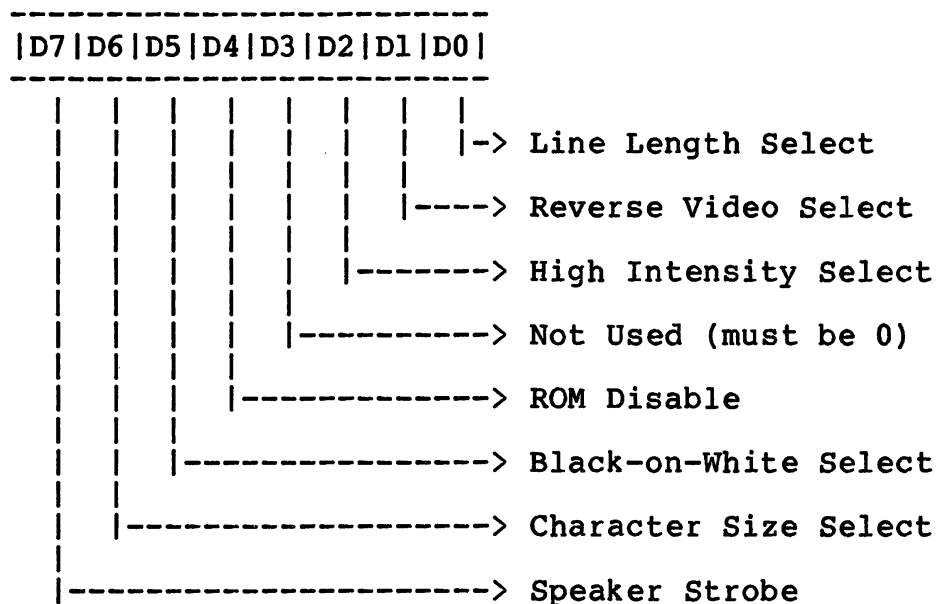 |D7|D6|D5|D4|D3|D2|D1|D0|
Line Length Select
Reverse Video Select
High Intensity Select
Not Used (must be 0)
ROM Disable
Black-on-White Select
Character Size Select
Speaker Strobe